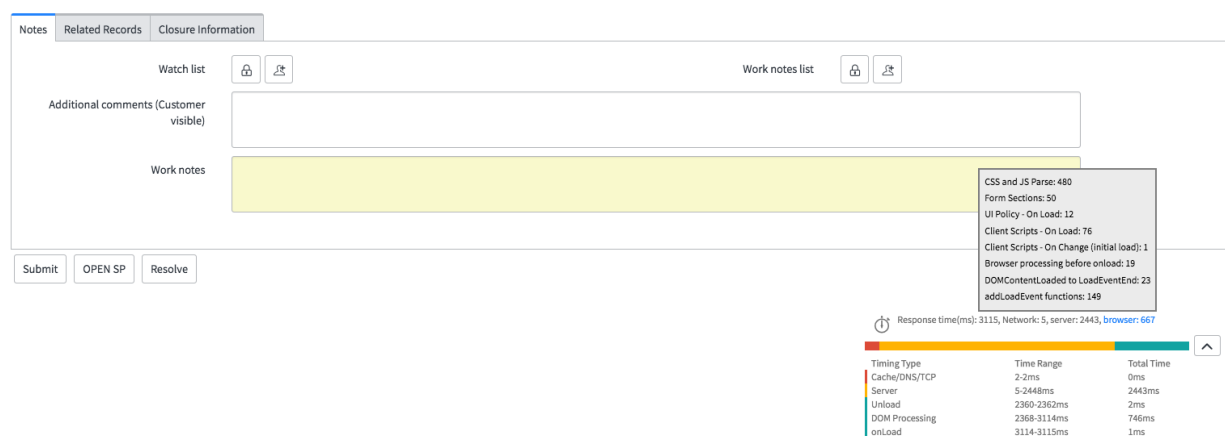 Notes
Related Records
Closure Information
Watch list
Work notes list
Additional comments (Customer
visible)
Work notes
CSS and JS Parse: 480
Form Sections: 50
UI Policy - On Load: 12
Client Scripts - On Load: 76
Client Scripts - On Change (initial load): 1
Browser processing before onload: 19
DOMContentLoaded to LoadEventEnd: 23
addLoadEvent functions: 149
Submit
OPEN SP
Resolve
Response time(ms): 3115, Network: 5, server: 2443, browser: 667
Timing Type Time Range Total Time
Cache/DNS/TCP 2-2ms 0ms
Server 5-2448ms 2443ms
Unload 2360-2362ms 2ms
DOM Processing 2368-3114ms 746ms
onLoad 3114-3115ms 1ms